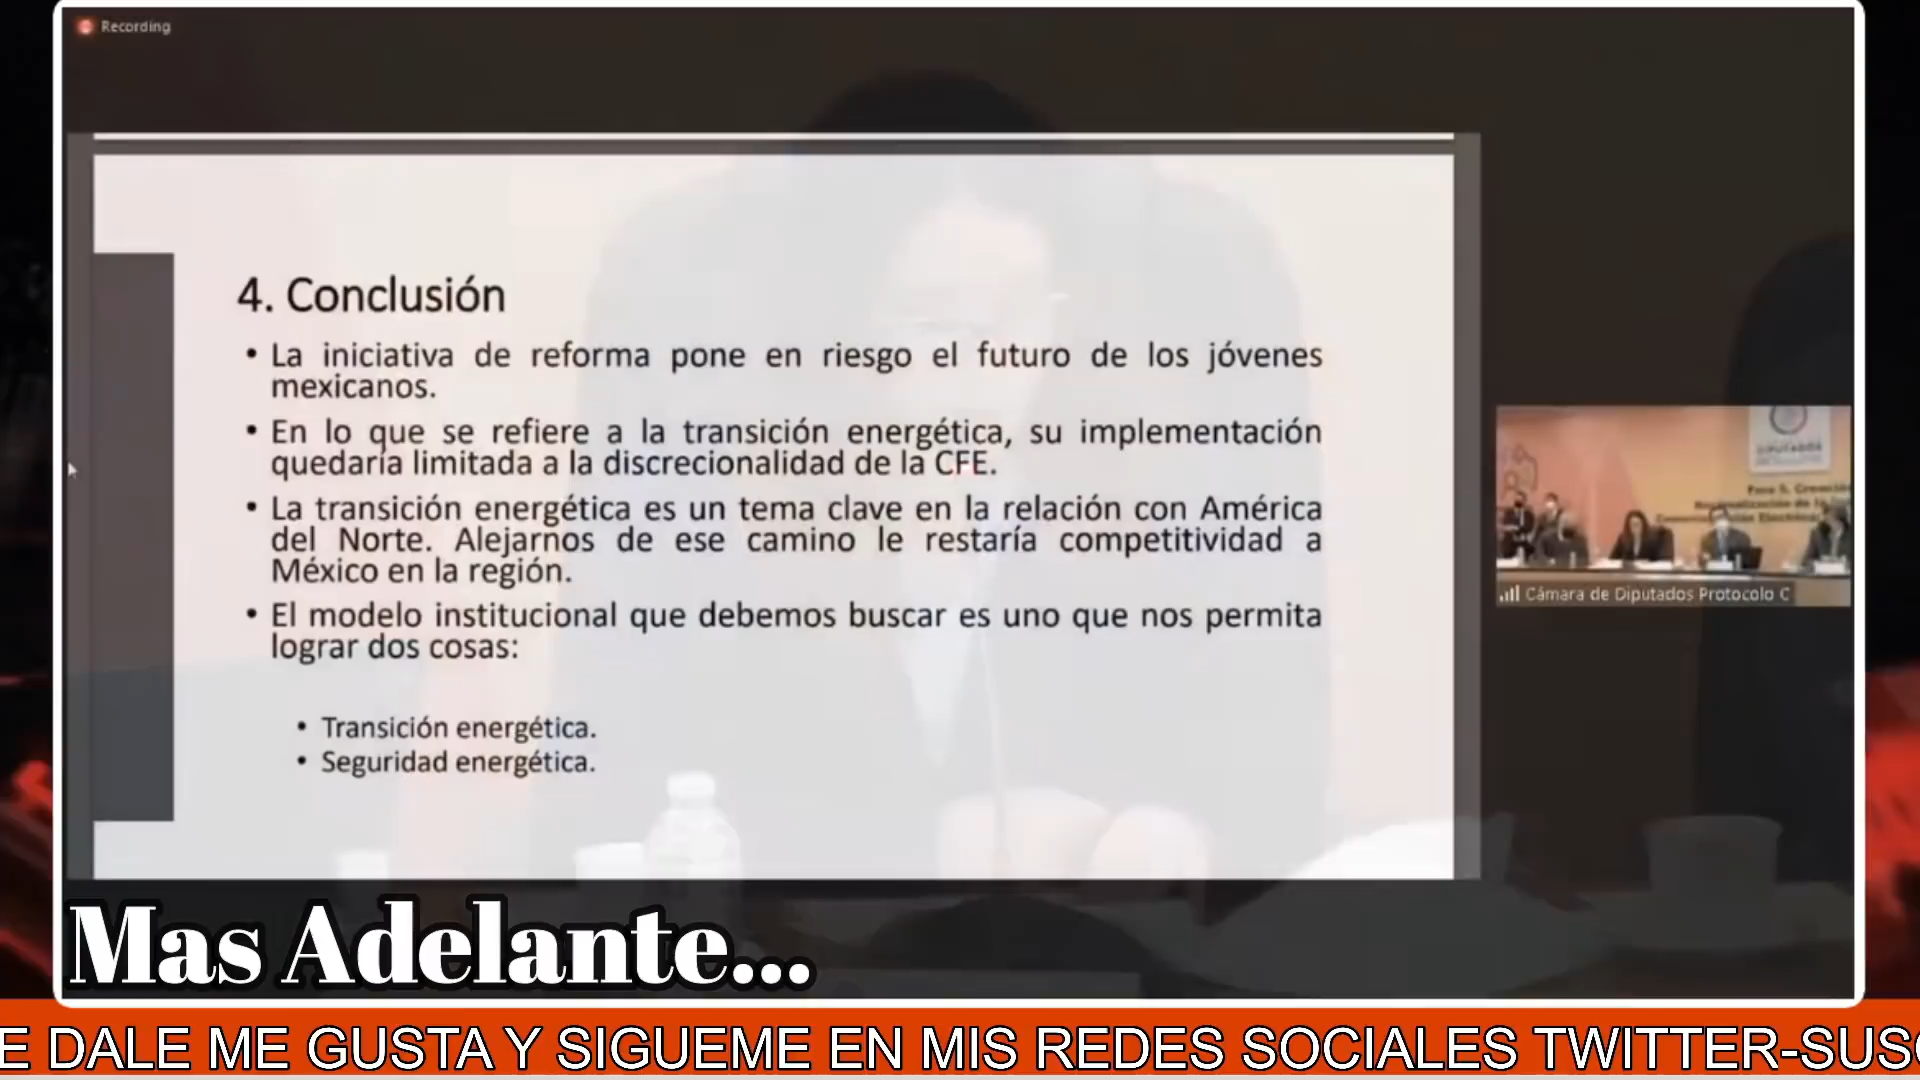 Recording
4. Conclusión
• La iniciativa de reforma pone en riesgo el futuro de los jóvenes
mexicanos.
• En lo que se refiere a la transición energética, su implementación
quedaría limitada a la discrecionalidad de la CFE.
• La transición energética es un tema clave en la relación con América
del Norte. Alejarnos de ese camino le restaría competitividad a
México en la región.
• El modelo institucional que debemos buscar es uno que nos permita
lograr dos cosas:
• Transición energética.
• Seguridad energética.
DIPUTADOS
Cámara de Diputados Protocolo C
Mas Adelante...
E DALE ME GUSTA Y SIGUEME EN MIS REDES SOCIALES TWITTER-SUS